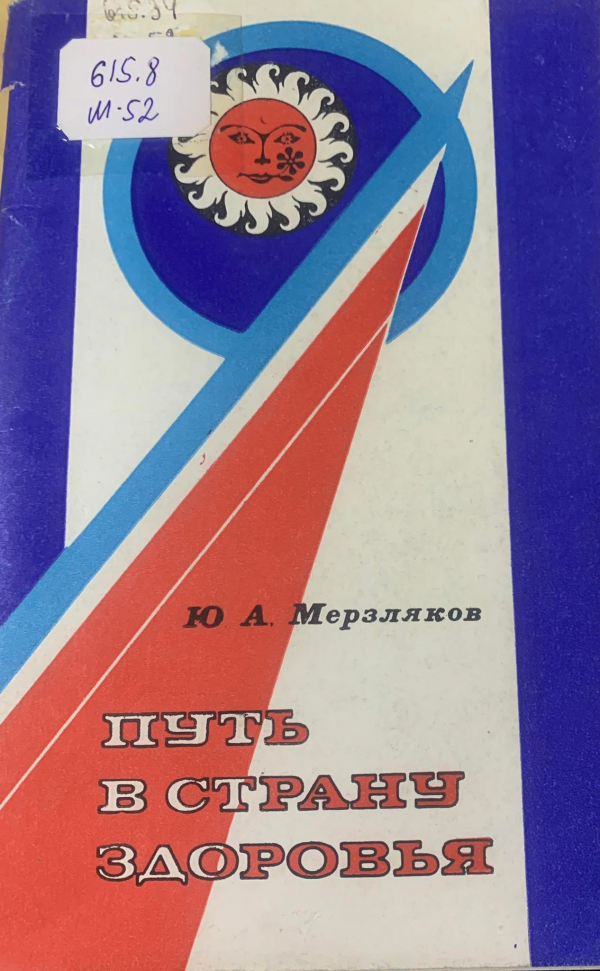 615.8
М-52
Ю А. Мерзляков
ПУТЬ
В СТРАНУ
ЗДОРОВЬЯ